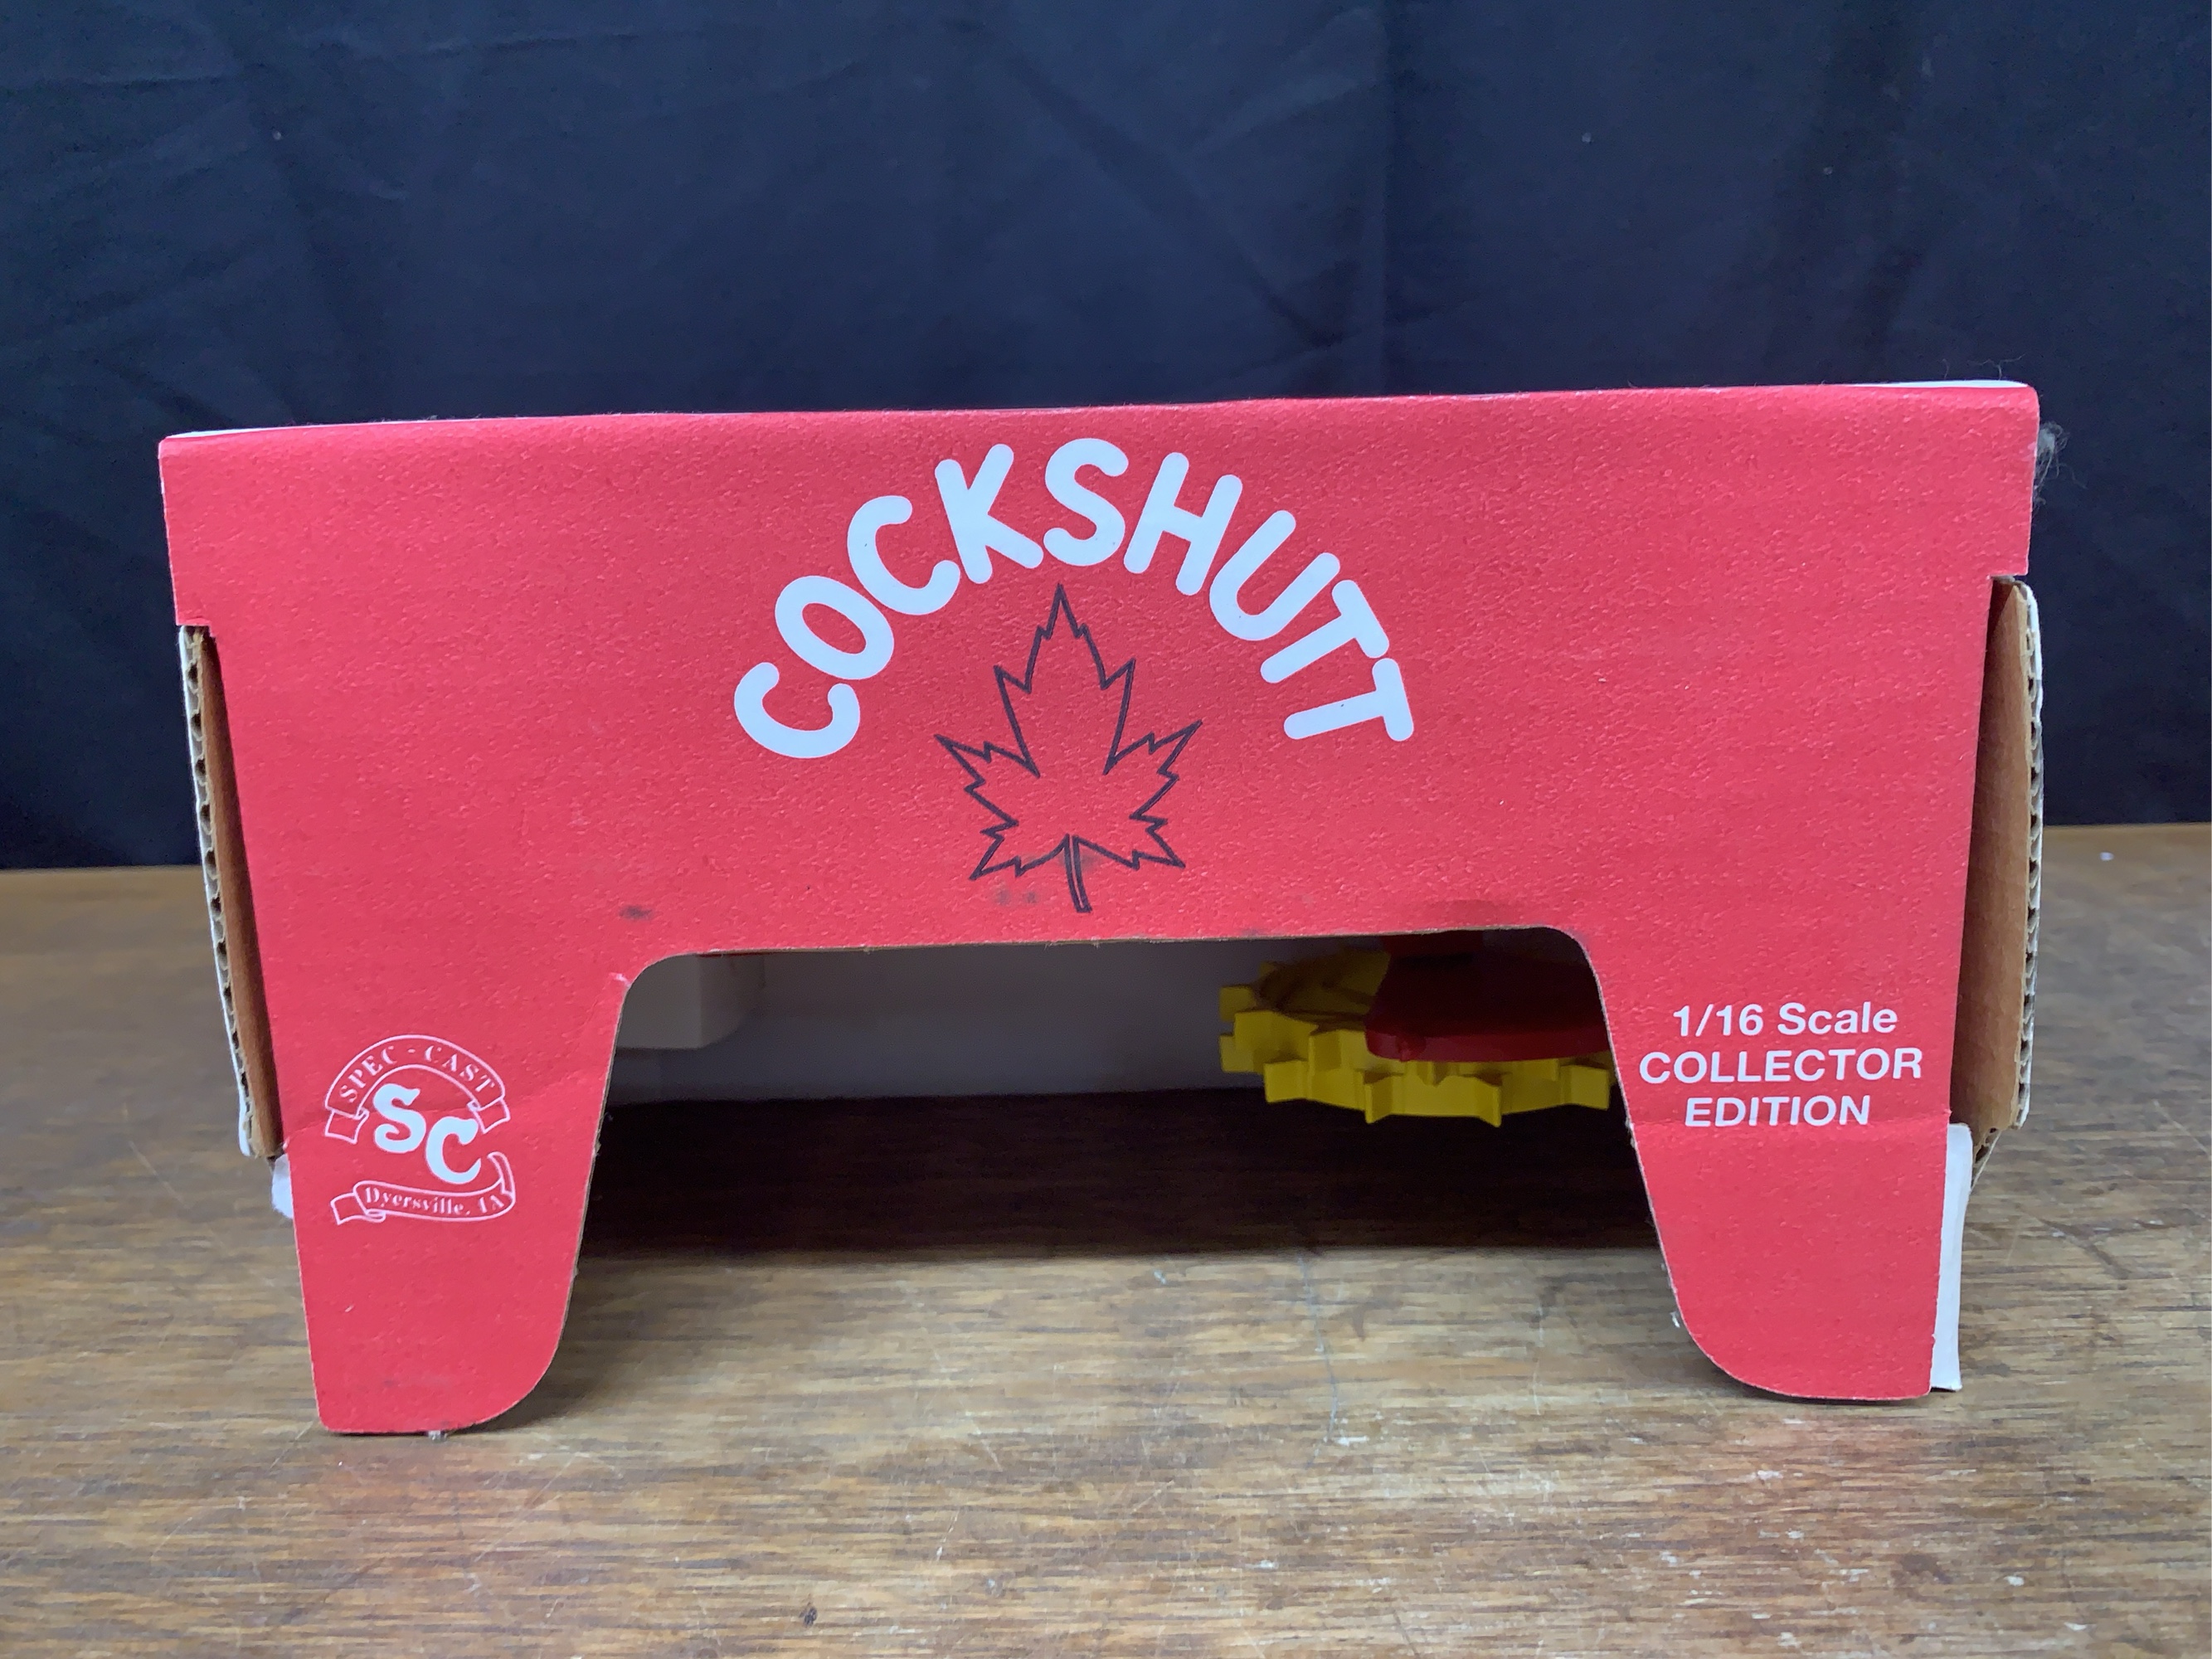 COCKSHUTT
SPEC-CAST
SC
Dyersville, IA
1/16 Scale
COLLECTOR
EDITION